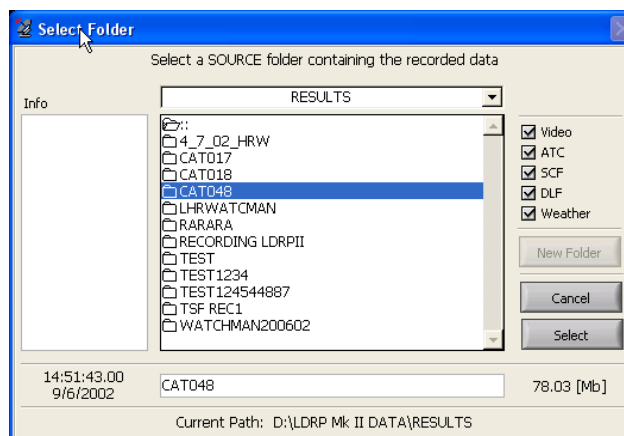 Select Folder
Select a SOURCE folder containing the recorded data
Info
RESULTS
::
4_7_02_HRW
CAT017
CAT018
CAT048
LHRWATCMAN
RARARA
RECORDING LDRPII
TEST
TEST1234
TEST124544887
TSF REC1
WATCHMAN200602
Video
ATC
SCF
DLF
Weather
New Folder
Cancel
Select
14:51:43.00
9/6/2002
CAT048
78.03 [Mb]
Current Path: D:\LDRP Mk II DATA\RESULTS